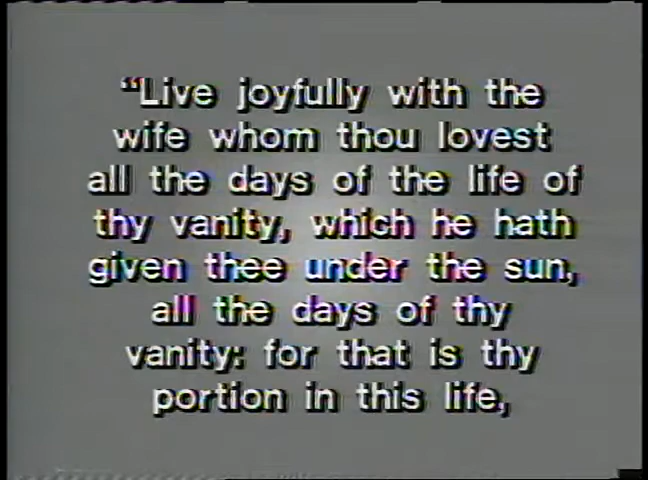 “Live joyfully with the
wife whom thou lovest
all the days of the life of
thy vanity, which he hath
given thee under the sun,
all the days of thy
vanity: for that is thy
portion in this life,